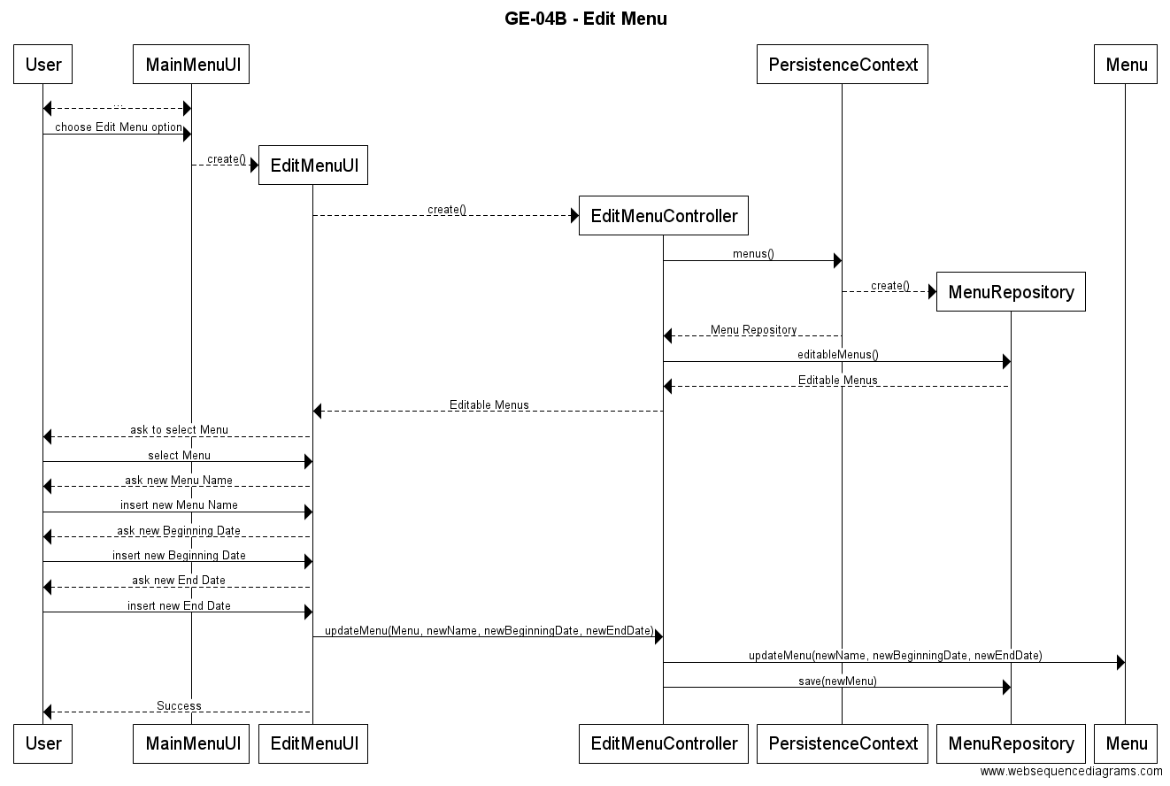 GE-04B - Edit Menu
User
MainMenuUI
PersistenceContext
Menu
...
choose Edit Menu option
create()
EditMenuUI
create()
EditMenuController
menus()
create()
MenuRepository
Menu Repository
editableMenus()
Editable Menus
Editable Menus
ask to select Menu
select Menu
ask new Menu Name
insert new Menu Name
ask new Beginning Date
insert new Beginning Date
ask new End Date
insert new End Date
updateMenu(Menu, newName, newBeginningDate, newEndDate)
updateMenu(newName, newBeginningDate, newEndDate)
save(newMenu)
Success
User
MainMenuUI
EditMenuUI
EditMenuController
PersistenceContext
MenuRepository
Menu
www.websequencediagrams.com